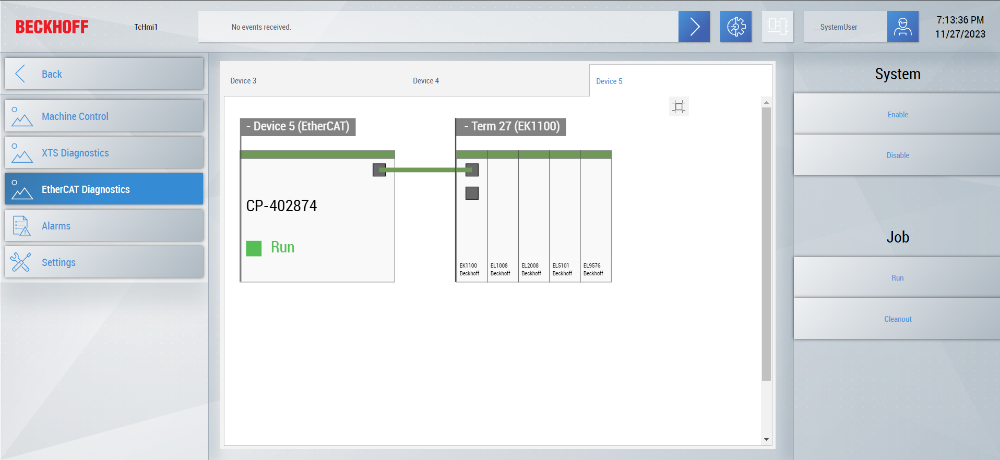 BECKHOFF
TcHmi1
No events received.
__SystemUser
7:13:36 PM
11/27/2023
Back
Machine Control
XTS Diagnostics
EtherCAT Diagnostics
Alarms
Settings
Device 3
Device 4
Device 5
- Device 5 (EtherCAT)
- Term 27 (EK1100)
CP-402874
Run
EK1100
Beckhoff
EL1008
Beckhoff
EL2008
Beckhoff
EL5101
Beckhoff
EL9576
Beckhoff
System
Enable
Disable
Job
Run
Cleanout